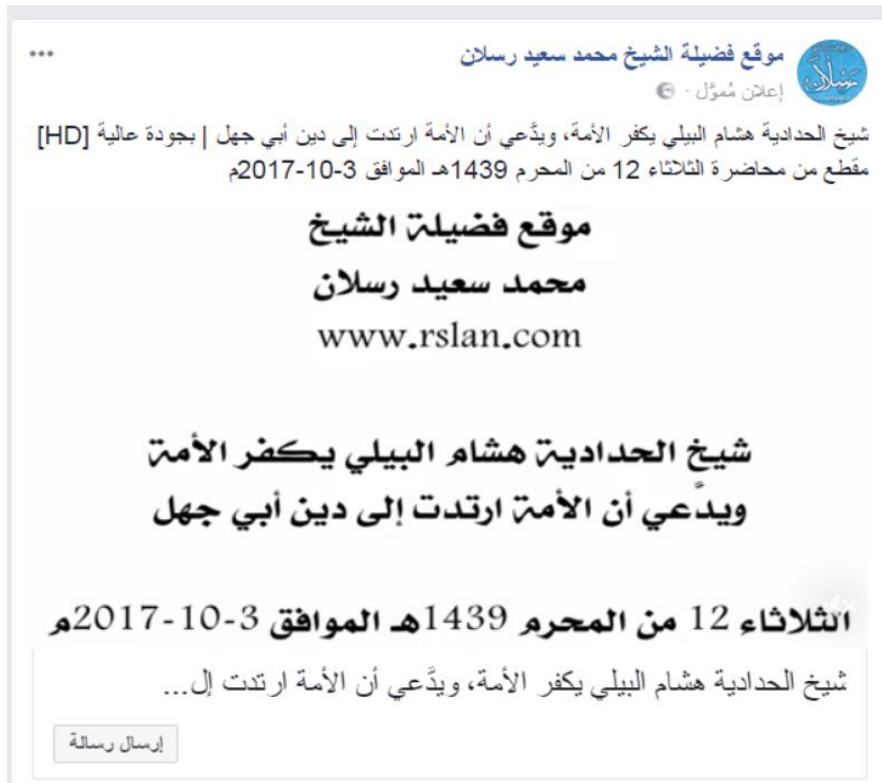 موقع فضيلة الشيخ محمد سعيد رسلان
إعلان مُموَّل ·
شيخ الحدادية هشام البيلي يكفر الأمة، ويدَّعي أن الأمة ارتدت إلى دين أبي جهل | بجودة عالية [HD]
مقطع من محاضرة الثلاثاء 12 من المحرم 1439هـ الموافق 3-10-2017م
موقع فضيلة الشيخ
محمد سعيد رسلان
www.rslan.com
شيخ الحدادية هشام البيلي يكفر الأمة
ويدَّعي أن الأمة ارتدت إلى دين أبي جهل
الثلاثاء 12 من المحرم 1439هـ الموافق 3-10-2017م
شيخ الحدادية هشام البيلي يكفر الأمة، ويدَّعي أن الأمة ارتدت إل...
إرسال رسالة